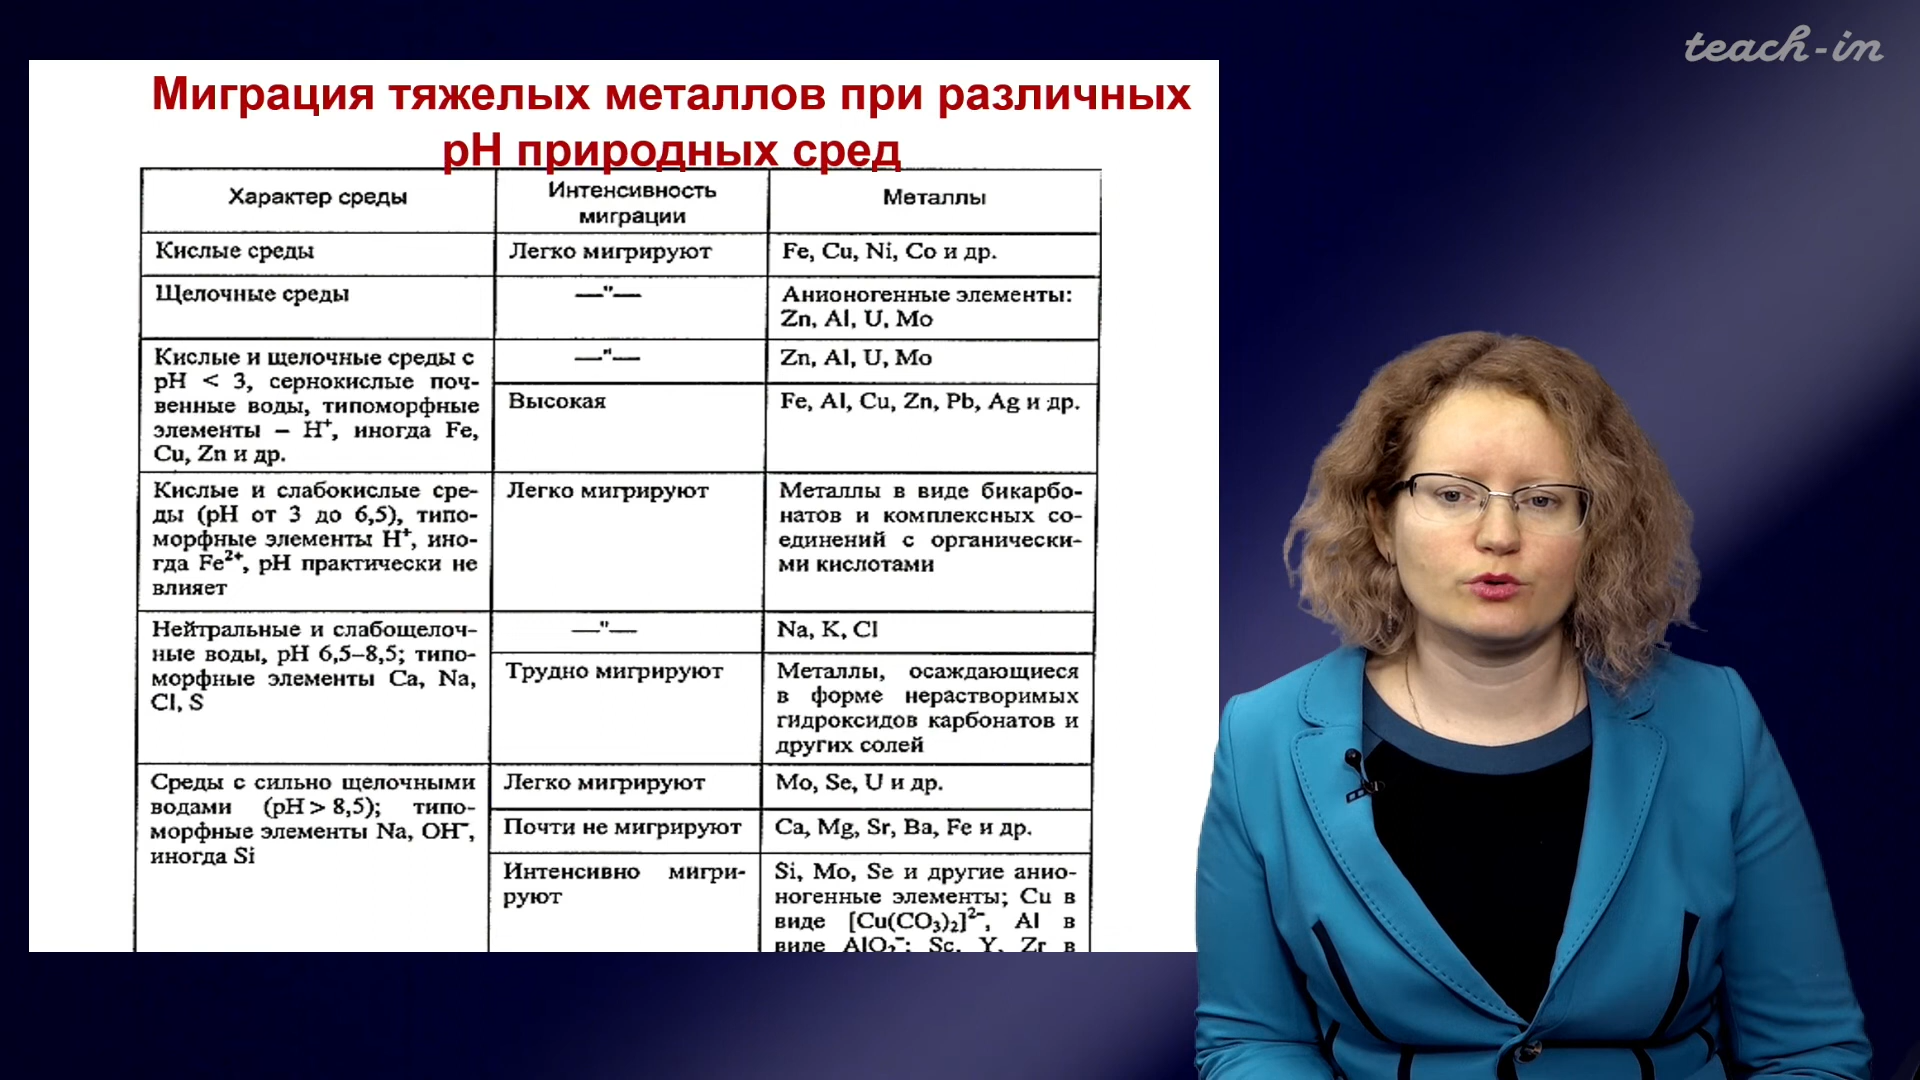 teach-in
Миграция тяжелых металлов при различных
pH природных сред
Характер среды
Интенсивность
миграции
Металлы
Кислые среды
Легко мигрируют
Fe, Cu, Ni, Co и др.
Щелочные среды
—"—
Анионогенные элементы:
Zn, Al, U, Mo
Кислые и щелочные среды с
pH < 3, сернокислые поч-
венные воды, типоморфные
элементы – H⁺, иногда Fe,
Cu, Zn и др.
—"—
Zn, Al, U, Mo
Высокая
Fe, Al, Cu, Zn, Pb, Ag и др.
Кислые и слабокислые сре-
ды (pH от 3 до 6,5), типо-
морфные элементы H⁺, ино-
гда Fe²⁺, pH практически не
влияет
Легко мигрируют
Металлы в виде бикарбо-
натов и комплексных со-
единений с органически-
ми кислотами
Нейтральные и слабощелоч-
ные воды, pH 6,5–8,5; типо-
морфные элементы Ca, Na,
Cl, S
—"—
Na, K, Cl
Трудно мигрируют
Металлы, осаждающиеся
в форме нерастворимых
гидроксидов карбонатов и
других солей
Среды с сильно щелочными
водами (pH > 8,5); типо-
морфные элементы Na, OH⁻,
иногда Si
Легко мигрируют
Mo, Se, U и др.
Почти не мигрируют
Ca, Mg, Sr, Ba, Fe и др.
Интенсивно мигри-
руют
Si, Mo, Se и другие анио-
ногенные элементы; Cu в
виде [Cu(CO₃)₂]²⁻, Al в
виде AlO₂⁻; Sc, Y, Zr в